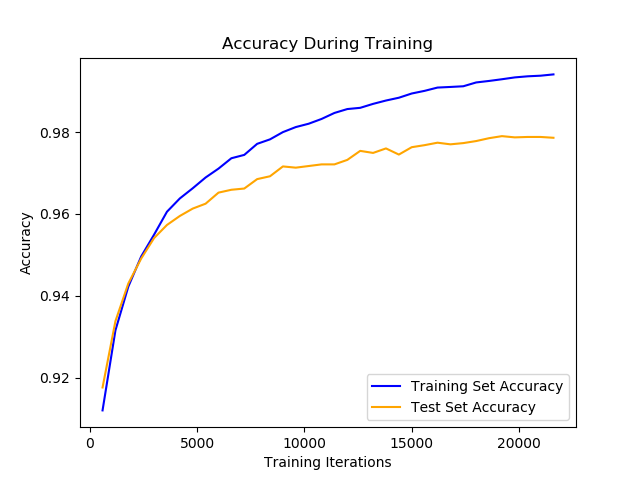 Accuracy During Training
Accuracy
0.98
0.96
0.94
0.92
Training Set Accuracy
Test Set Accuracy
0
5000
10000
15000
20000
Training Iterations